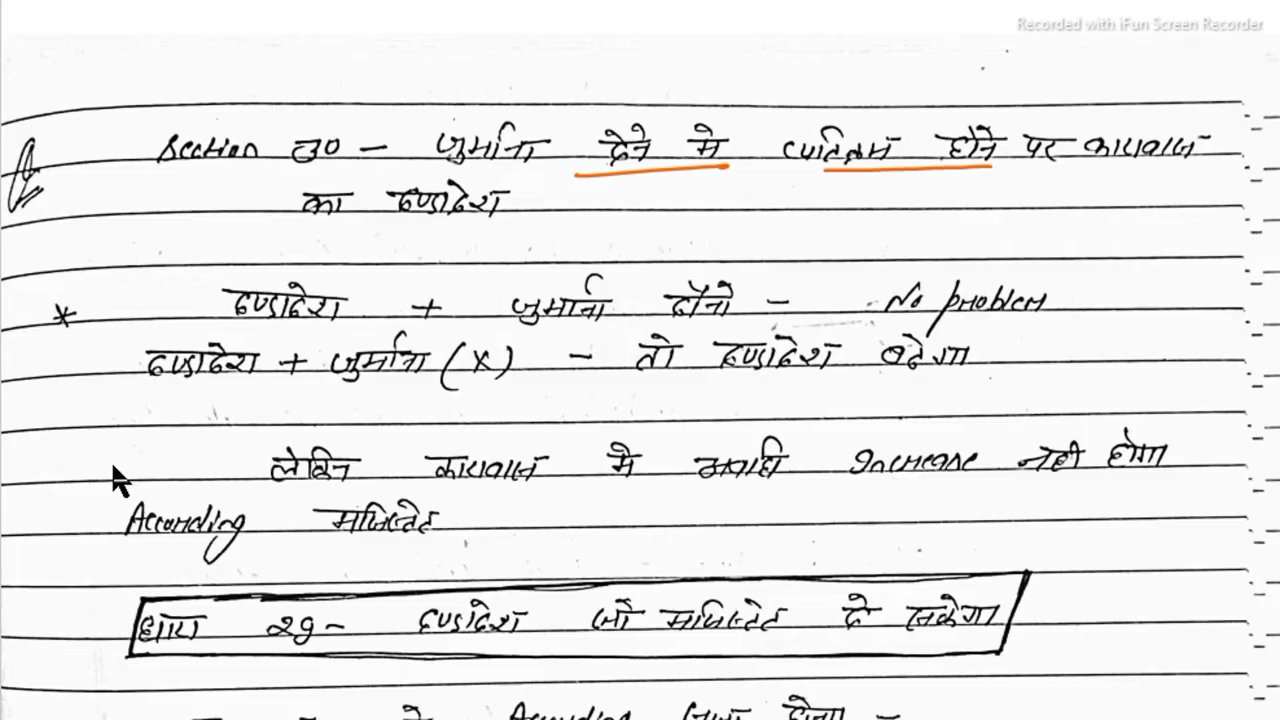 Recorded with iFun Screen Recorder
Section 30 - जुर्माना देने में व्यतिक्रम होने पर कारावास
का दण्डादेश
* दण्डादेश + जुर्माना दोनो - No problem
दण्डादेश + जुर्माना (X) - तो दण्डादेश बढेगा
लेकिन कारावास में अवधि Increase नही होगा
According मजिस्ट्रेट
धारा 29 - दण्डादेश जो मजिस्ट्रेट दे सकेगा
According